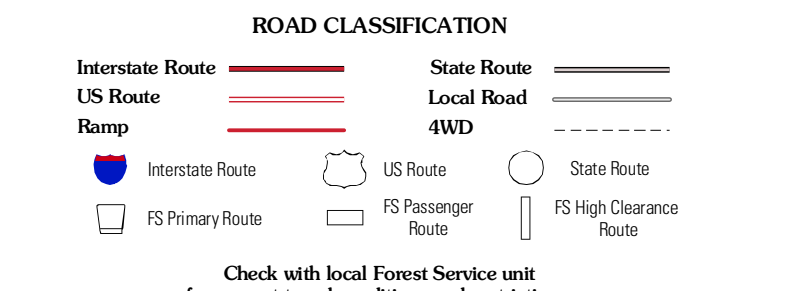 ROAD CLASSIFICATION
Interstate Route
State Route
US Route
Local Road
Ramp
4WD
Interstate Route
US Route
State Route
FS Primary Route
FS Passenger
Route
FS High Clearance
Route
Check with local Forest Service unit